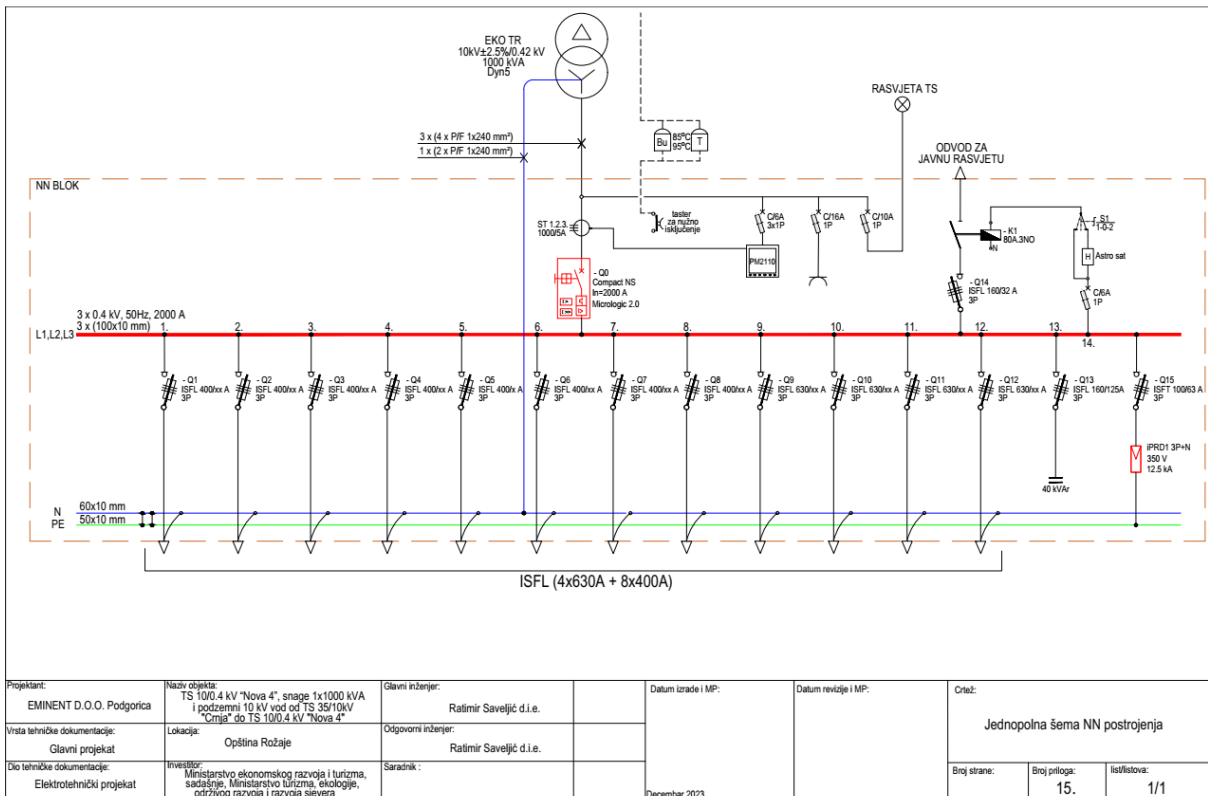 EKO TR
10kV±2.5%/0.42 kV
1000 kVA
Dyn5
3 x (4 x P/F 1x240 mm²)
1 x (2 x P/F 1x240 mm²)
Bu
85ºC
95ºC
T
RASVJETA TS
ODVOD ZA
JAVNU RASVJETU
NN BLOK
ST 1.2.3.
1000/5A
taster
za nužno
isključenje
C/6A
3x1P
C/16A
1P
C/10A
1P
PM2110
- K1
80A.3NO
N
S1
1-0-2
H
Astro sat
C/6A
1P
- Q0
Compact NS
In=2000 A
Micrologic 2.0
- Q14
ISFL 160/32 A
3P
3 x 0.4 kV, 50Hz, 2000 A
3 x (100x10 mm)
L1,L2,L3
1.
2.
3.
4.
5.
6.
7.
8.
9.
10.
11.
12.
13.
14.
- Q1
ISFL 400/xx A
3P
- Q2
ISFL 400/xx A
3P
- Q3
ISFL 400/xx A
3P
- Q4
ISFL 400/xx A
3P
- Q5
ISFL 400/x A
3P
- Q6
ISFL 400/xx A
3P
- Q7
ISFL 400/xx A
3P
- Q8
ISFL 400/xx A
3P
- Q9
ISFL 630/xx A
3P
- Q10
ISFL 630/xx A
3P
- Q11
ISFL 630/xx A
3P
- Q12
ISFL 630/xx A
3P
- Q13
ISFL 160/125A
3P
- Q15
ISFT 100/63 A
3P
iPRD1 3P+N
350 V
12.5 kA
40 kVAr
N
60x10 mm
PE
50x10 mm
ISFL (4x630A + 8x400A)
Projektant:
EMINENT D.O.O. Podgorica
Naziv objekta:
TS 10/0.4 kV "Nova 4", snage 1x1000 kVA
i podzemni 10 kV vod od TS 35/10kV
"Crnja" do TS 10/0.4 kV "Nova 4"
Glavni inženjer:
Ratimir Saveljić d.i.e.
Datum izrade i MP:
Datum revizije i MP:
Crtež:
Jednopolna šema NN postrojenja
Vrsta tehničke dokumentacije:
Glavni projekat
Lokacija:
Opština Rožaje
Odgovorni inženjer:
Ratimir Saveljić d.i.e.
Dio tehničke dokumentacije:
Elektrotehnički projekat
Investitor:
Ministarstvo ekonomskog razvoja i turizma,
sadašnje, Ministarstvo turizma, ekologije,
održivog razvoja i razvoja sjevera
Saradnik :
Decembar 2023.
Broj strane:
Broj priloga:
15.
list/listova:
1/1